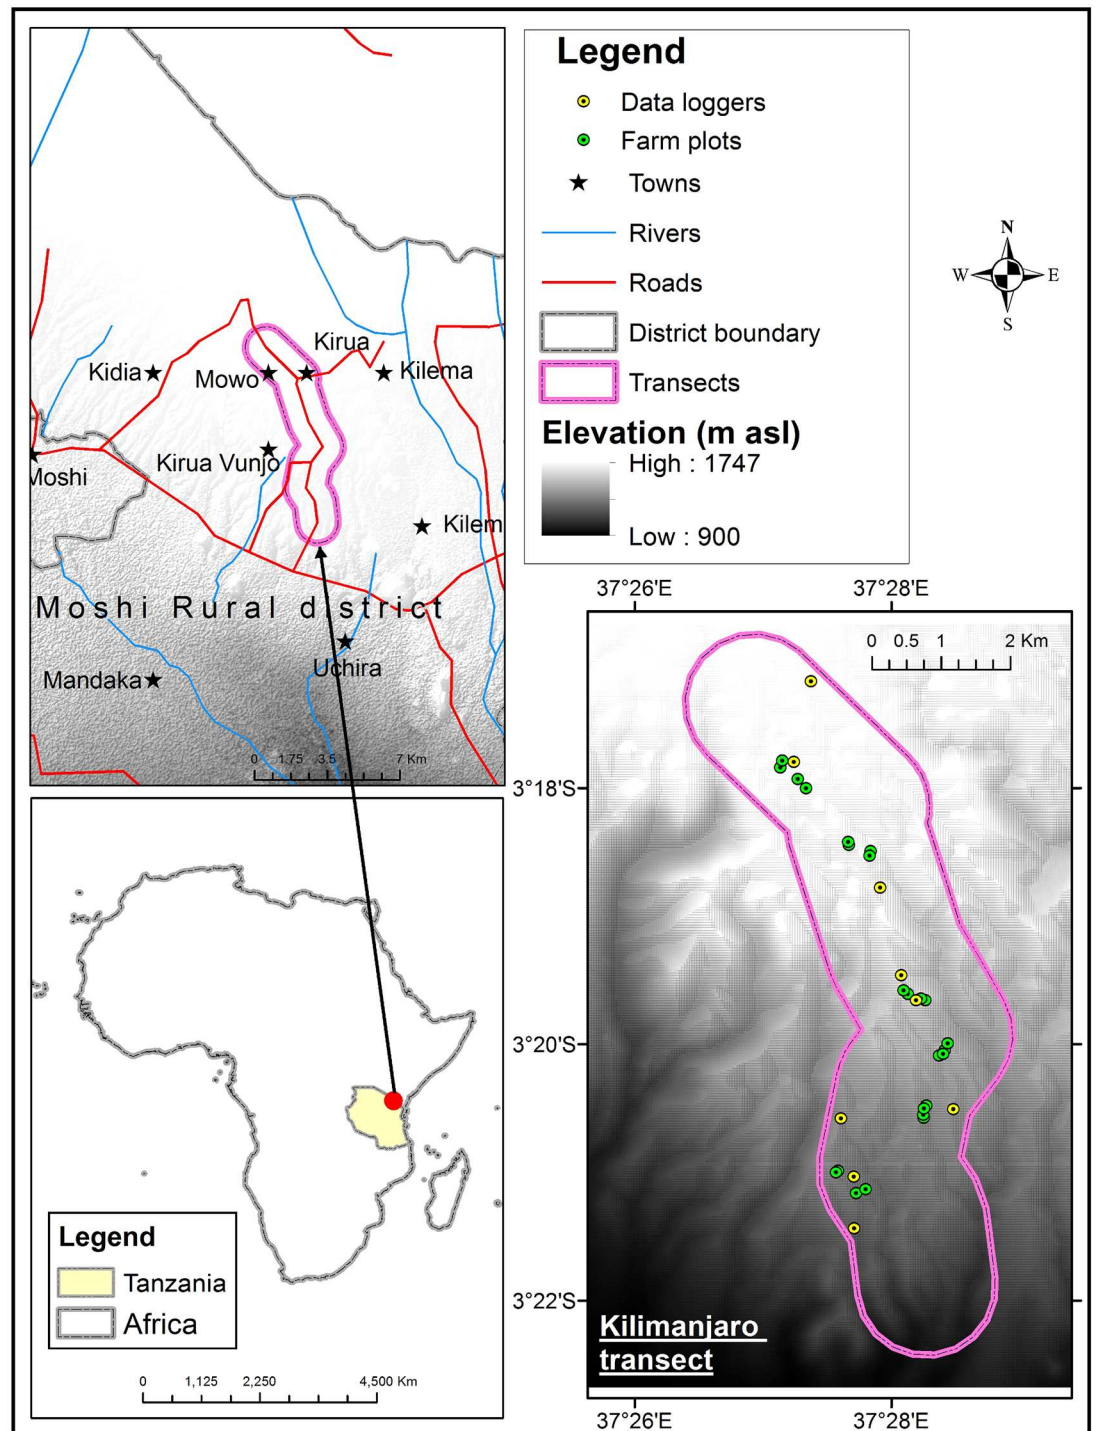 Kirua
Kidia
Mowo
Kilema
Kirua Vunjo
Moshi
Kilem
Moshi Rural district
Uchira
Mandaka
0 1.75 3.5 7 Km
Legend
Data loggers
Farm plots
Towns
Rivers
Roads
District boundary
Transects
Elevation (m asl)
High : 1747
Low : 900
N
W E
S
37°26'E 37°28'E
0 0.5 1 2 Km
3°18'S
3°20'S
3°22'S
Kilimanjaro
transect
37°26'E 37°28'E
Legend
Tanzania
Africa
0 1,125 2,250 4,500 Km